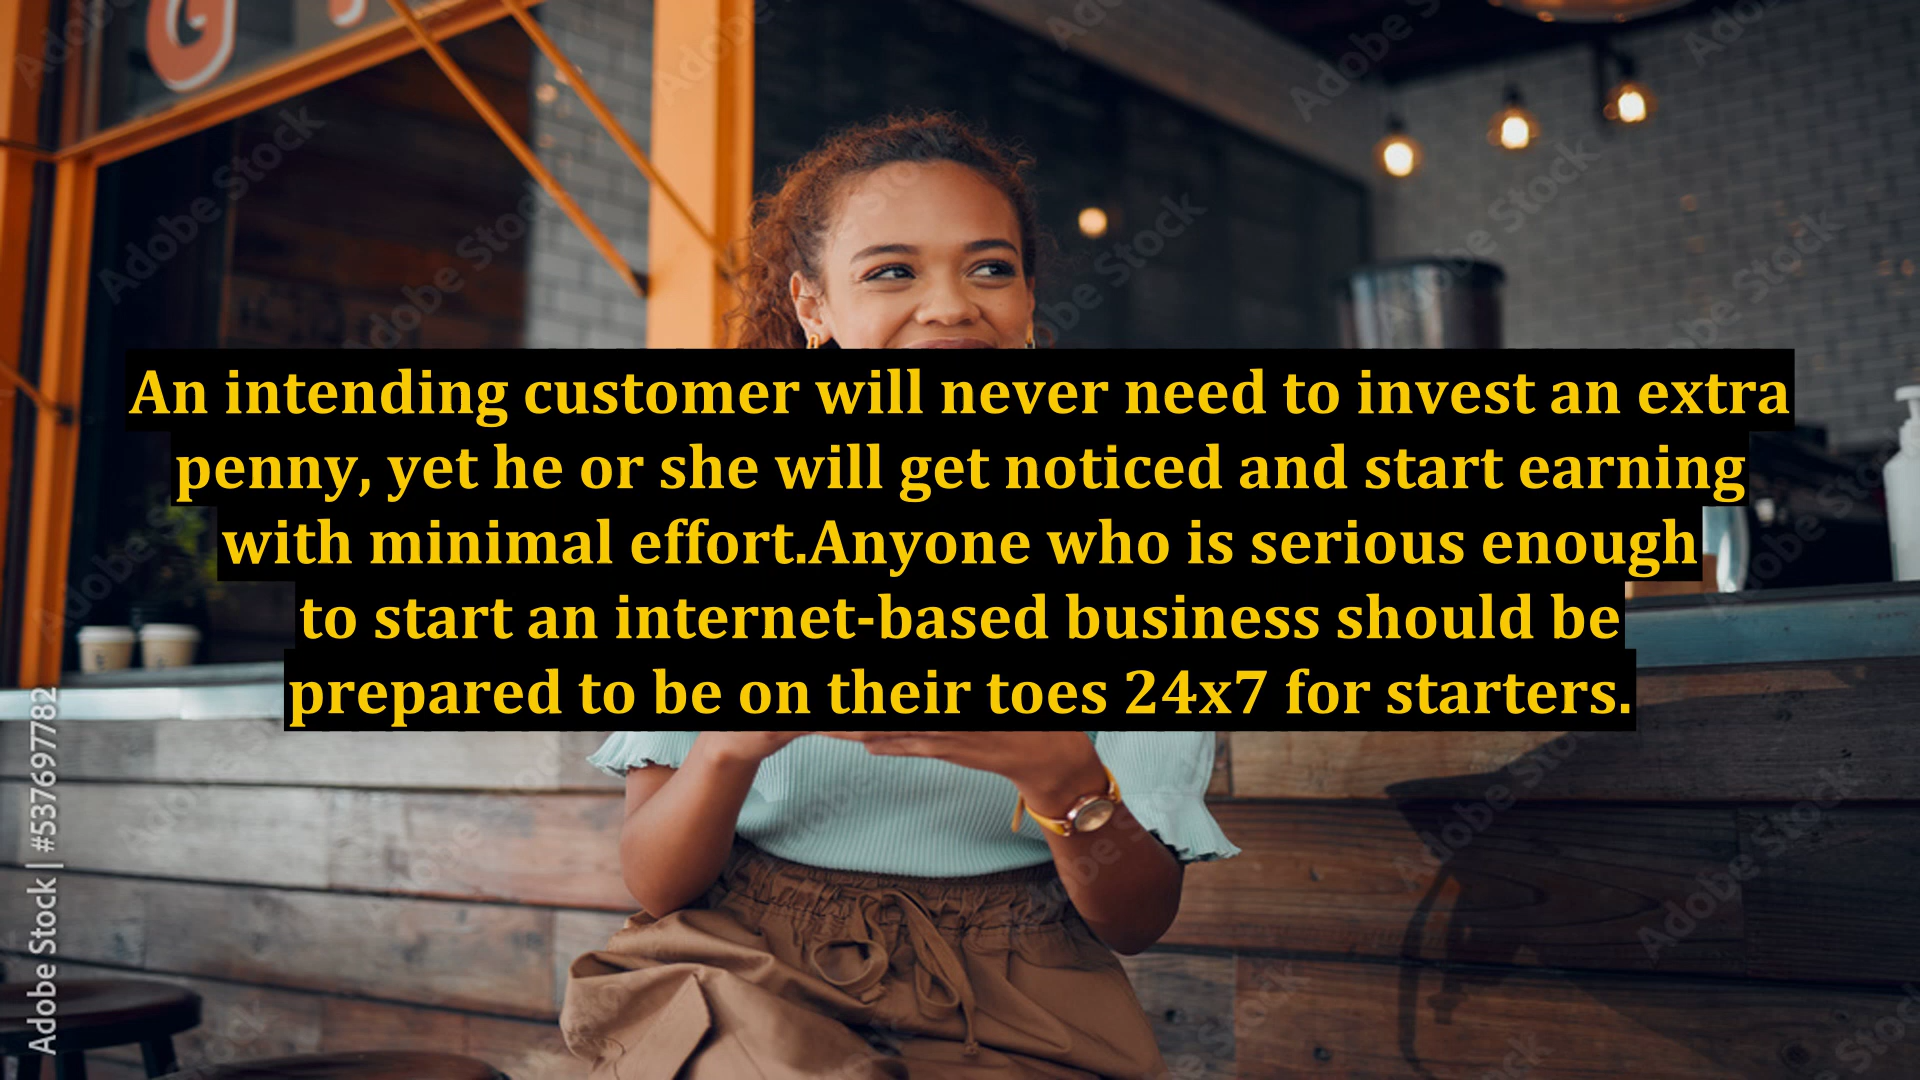 G
An intending customer will never need to invest an extra
penny, yet he or she will get noticed and start earning
with minimal effort.Anyone who is serious enough
to start an internet-based business should be
prepared to be on their toes 24x7 for starters.
Adobe Stock | #537697782